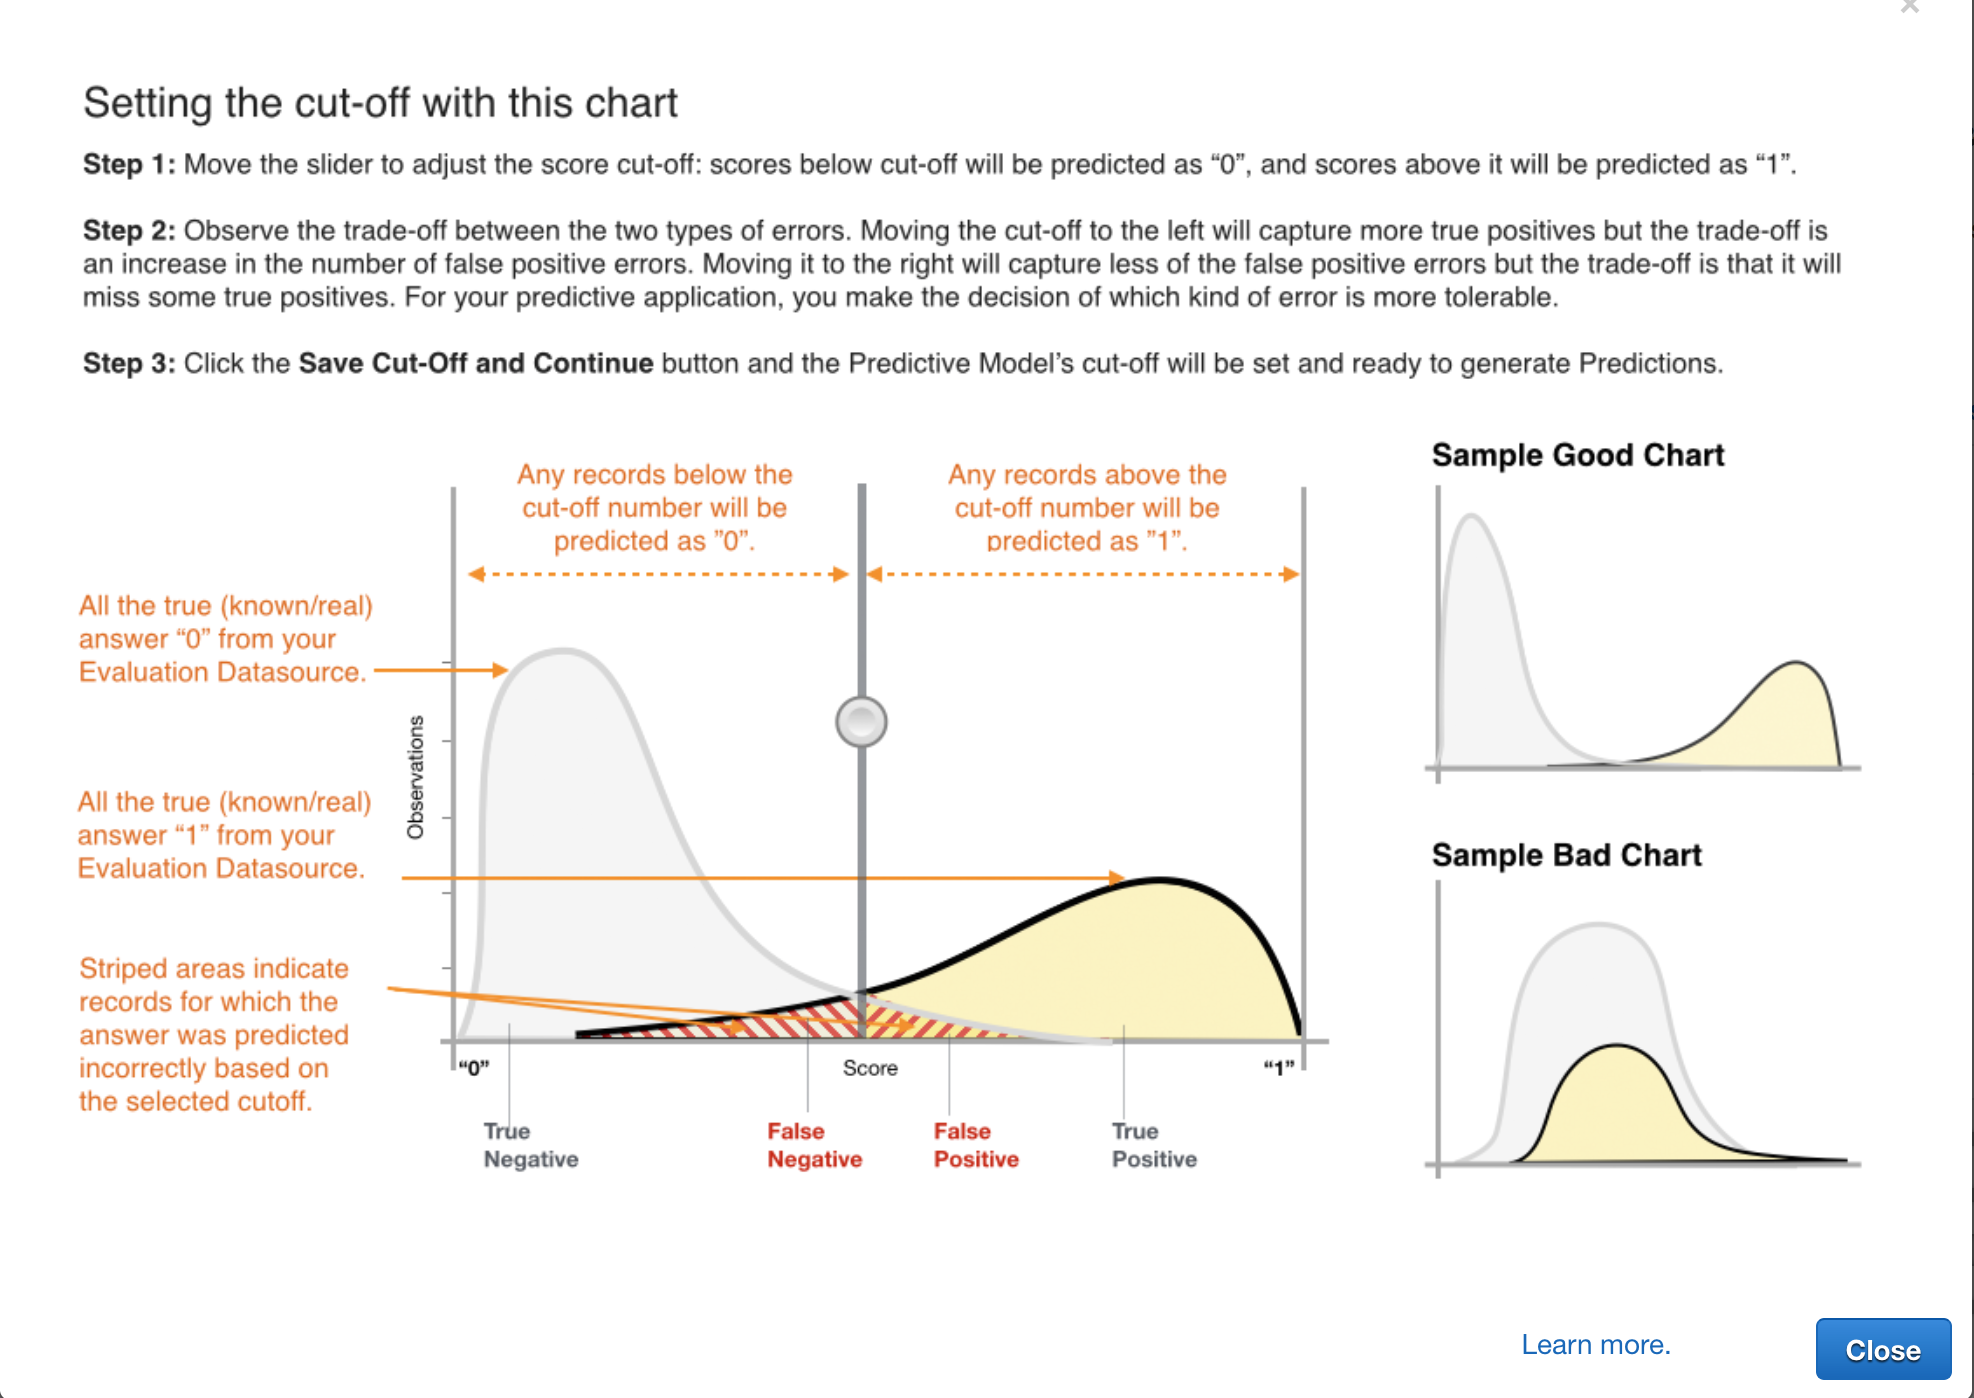 ×
Setting the cut-off with this chart
Step 1: Move the slider to adjust the score cut-off: scores below cut-off will be predicted as “0”, and scores above it will be predicted as “1”.
Step 2: Observe the trade-off between the two types of errors. Moving the cut-off to the left will capture more true positives but the trade-off is
an increase in the number of false positive errors. Moving it to the right will capture less of the false positive errors but the trade-off is that it will
miss some true positives. For your predictive application, you make the decision of which kind of error is more tolerable.
Step 3: Click the Save Cut-Off and Continue button and the Predictive Model’s cut-off will be set and ready to generate Predictions.
Any records below the
cut-off number will be
predicted as ”0”.
Any records above the
cut-off number will be
predicted as ”1”.
All the true (known/real)
answer “0” from your
Evaluation Datasource.
All the true (known/real)
answer “1” from your
Evaluation Datasource.
Striped areas indicate
records for which the
answer was predicted
incorrectly based on
the selected cutoff.
Observations
“0”
Score
“1”
True
Negative
False
Negative
False
Positive
True
Positive
Sample Good Chart
Sample Bad Chart
Learn more.
Close